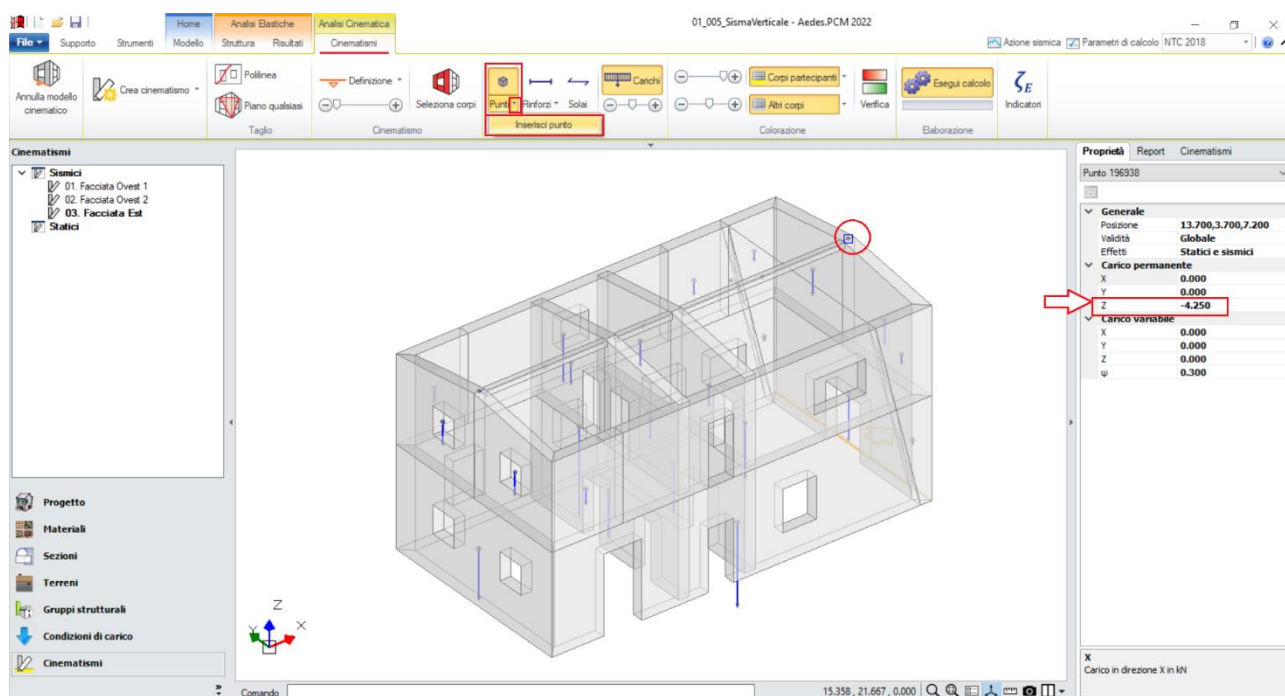 01_005_SismaVerticale - Aedes.PCM 2022
Home
Analisi Elastiche
Analisi Cinematica
File
Supporto
Strumenti
Modello
Struttura
Risultati
Cinematismi
Azione sismica
Parametri di calcolo
NTC 2018
Annulla modello
cinematico
Crea cinematismo
Polilinea
Piano qualsiasi
Taglio
Definizione
Cinematismo
Seleziona corpi
Punti
Rinforzi
Solai
Inserisci punto
Carichi
Corpi partecipanti
Altri corpi
Verifica
Colorazione
Esegui calcolo
Elaborazione
ζE
Indicatori
Cinematismi
Sismici
01. Facciata Ovest 1
02. Facciata Ovest 2
03. Facciata Est
Statici
Progetto
Materiali
Sezioni
Terreni
Gruppi strutturali
Condizioni di carico
Cinematismi
Z
Y
X
Comando
15.358 , 21.667 , 0.000
Proprietà
Report
Cinematismi
Punto 196938
Generale
Posizione 13.700,3.700,7.200
Validità Globale
Effetti Statici e sismici
Carico permanente
X 0.000
Y 0.000
Z -4.250
Carico variabile
X 0.000
Y 0.000
Z 0.000
ψ 0.300
X
Carico in direzione X in kN